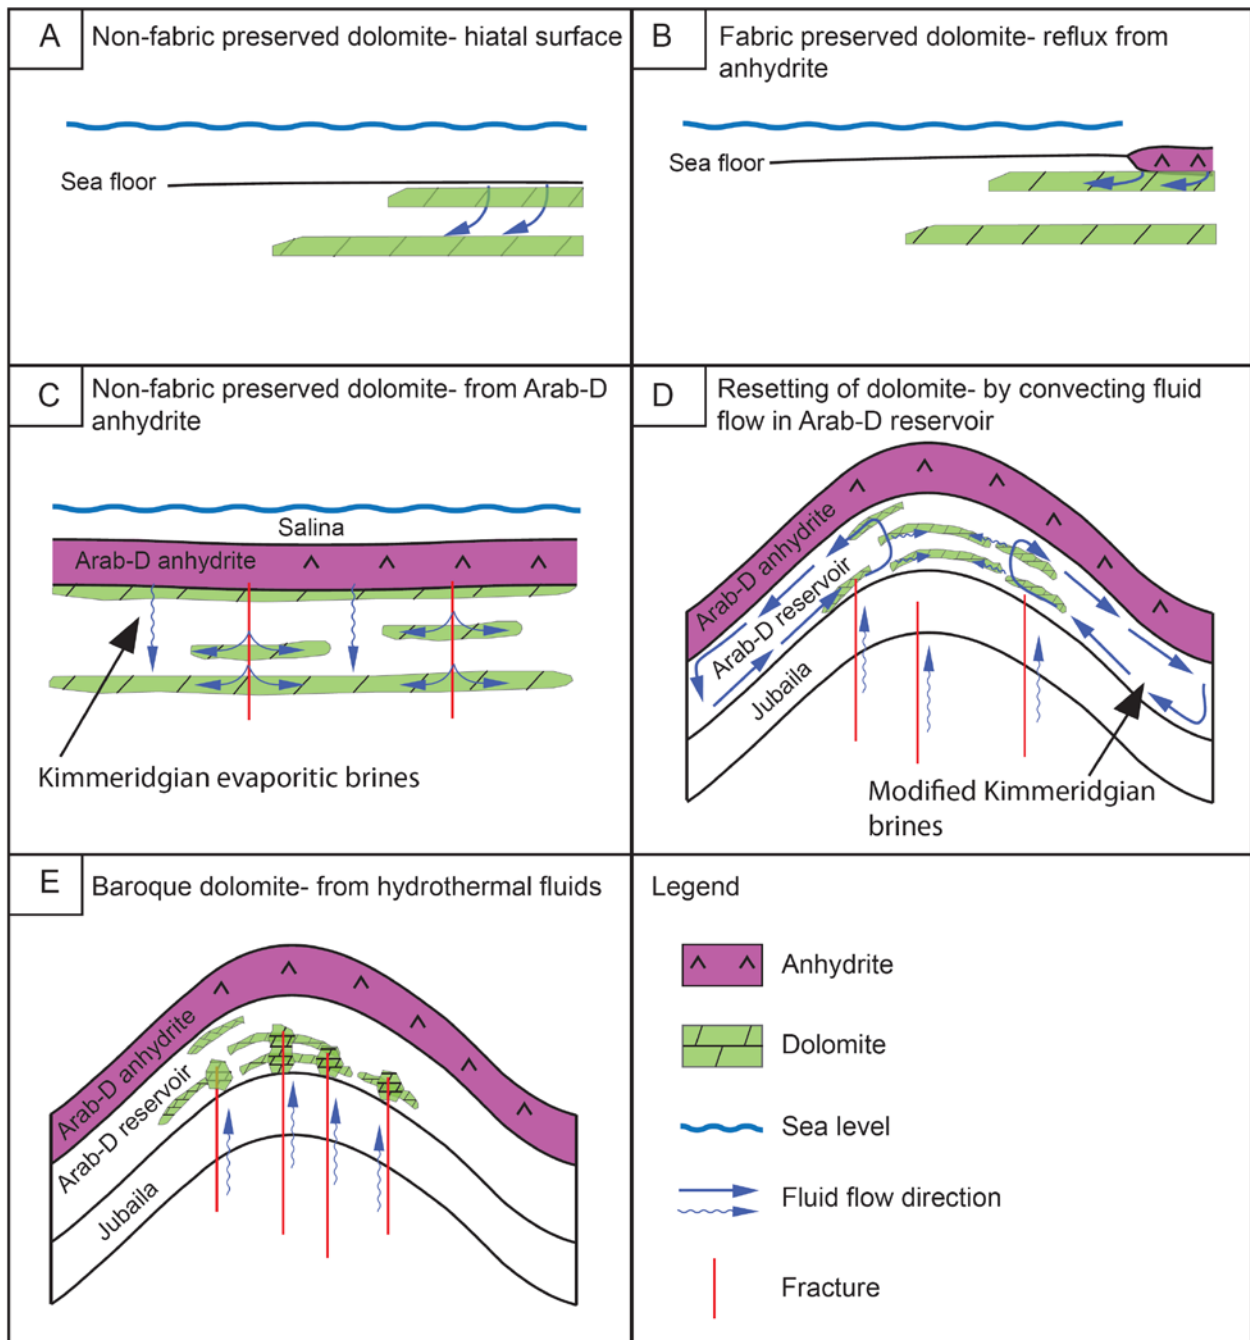 A
Non-fabric preserved dolomite- hiatal surface
Sea floor
B
Fabric preserved dolomite- reflux from
anhydrite
Sea floor
C
Non-fabric preserved dolomite- from Arab-D
anhydrite
Salina
Arab-D anhydrite
Kimmeridgian evaporitic brines
D
Resetting of dolomite- by convecting fluid
flow in Arab-D reservoir
Arab-D anhydrite
Arab-D reservoir
Jubaila
Modified Kimmeridgian
brines
E
Baroque dolomite- from hydrothermal fluids
Arab-D anhydrite
Arab-D reservoir
Jubaila
Legend
Anhydrite
Dolomite
Sea level
Fluid flow direction
Fracture